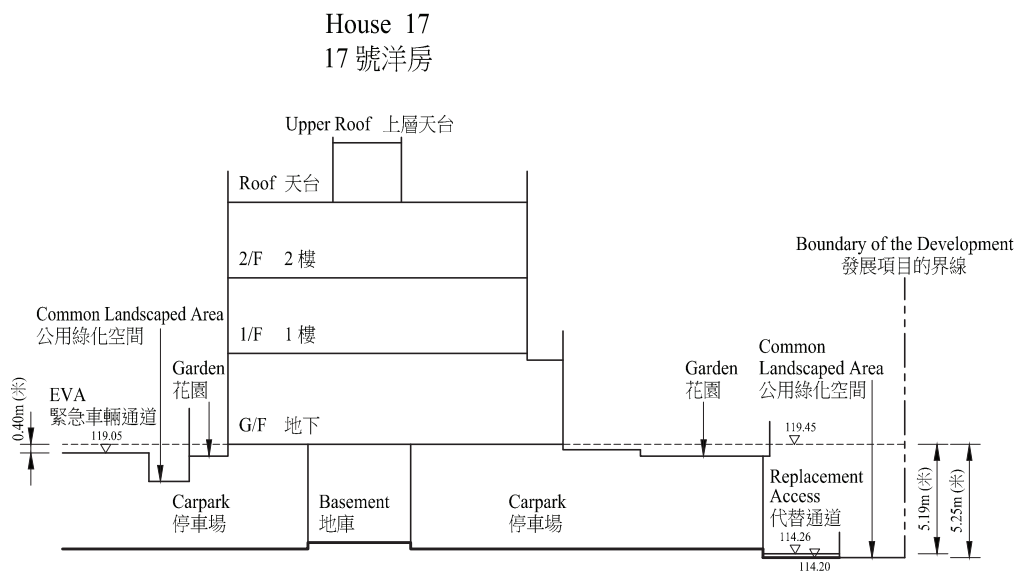 House 17
17 號洋房
Upper Roof 上層天台
Roof 天台
2/F 2 樓
Boundary of the Development
發展項目的界線
Common Landscaped Area
公用綠化空間
1/F 1 樓
Common
Landscaped Area
公用綠化空間
Garden
花園
Garden
花園
EVA
緊急車輛通道
119.05
0.40m (米)
G/F 地下
119.45
Replacement
Access
代替通道
114.26
114.20
5.19m (米)
5.25m (米)
Carpark
停車場
Basement
地庫
Carpark
停車場